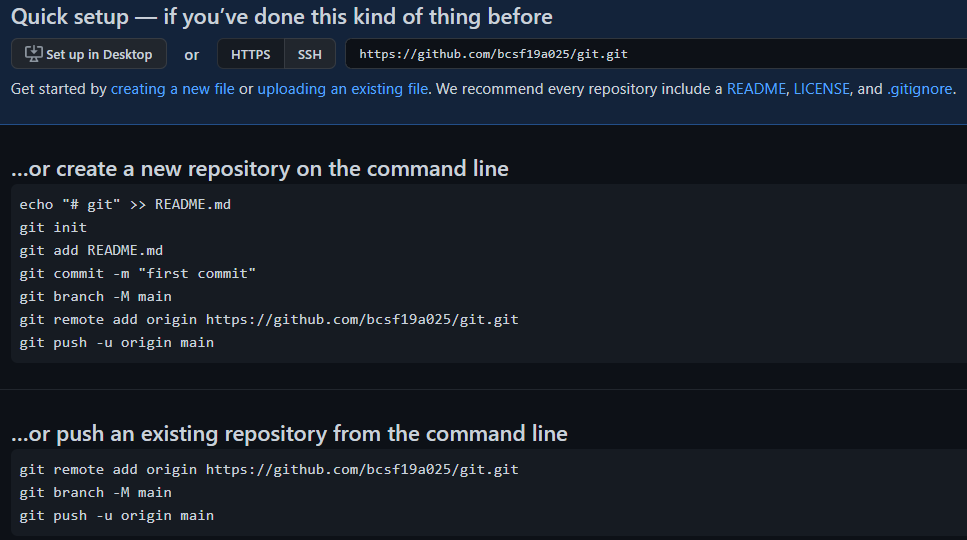 Quick setup — if you’ve done this kind of thing before
Set up in Desktop or HTTPS SSH https://github.com/bcsf19a025/git.git
Get started by creating a new file or uploading an existing file. We recommend every repository include a README, LICENSE, and .gitignore.
...or create a new repository on the command line
echo "# git" >> README.md
git init
git add README.md
git commit -m "first commit"
git branch -M main
git remote add origin https://github.com/bcsf19a025/git.git
git push -u origin main
...or push an existing repository from the command line
git remote add origin https://github.com/bcsf19a025/git.git
git branch -M main
git push -u origin main